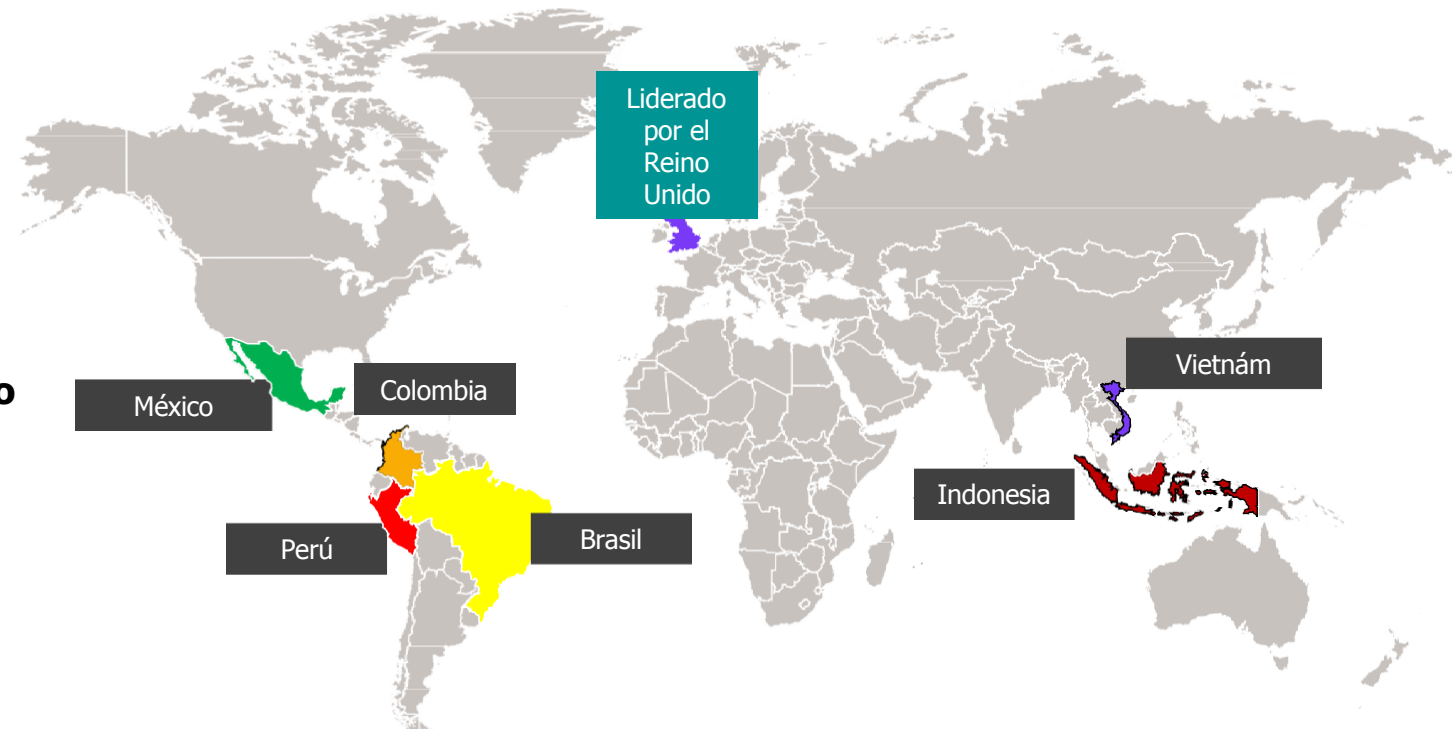 Liderado
por el
Reino
Unido
Vietnám
Colombia
o
México
Indonesia
Brasil
Perú